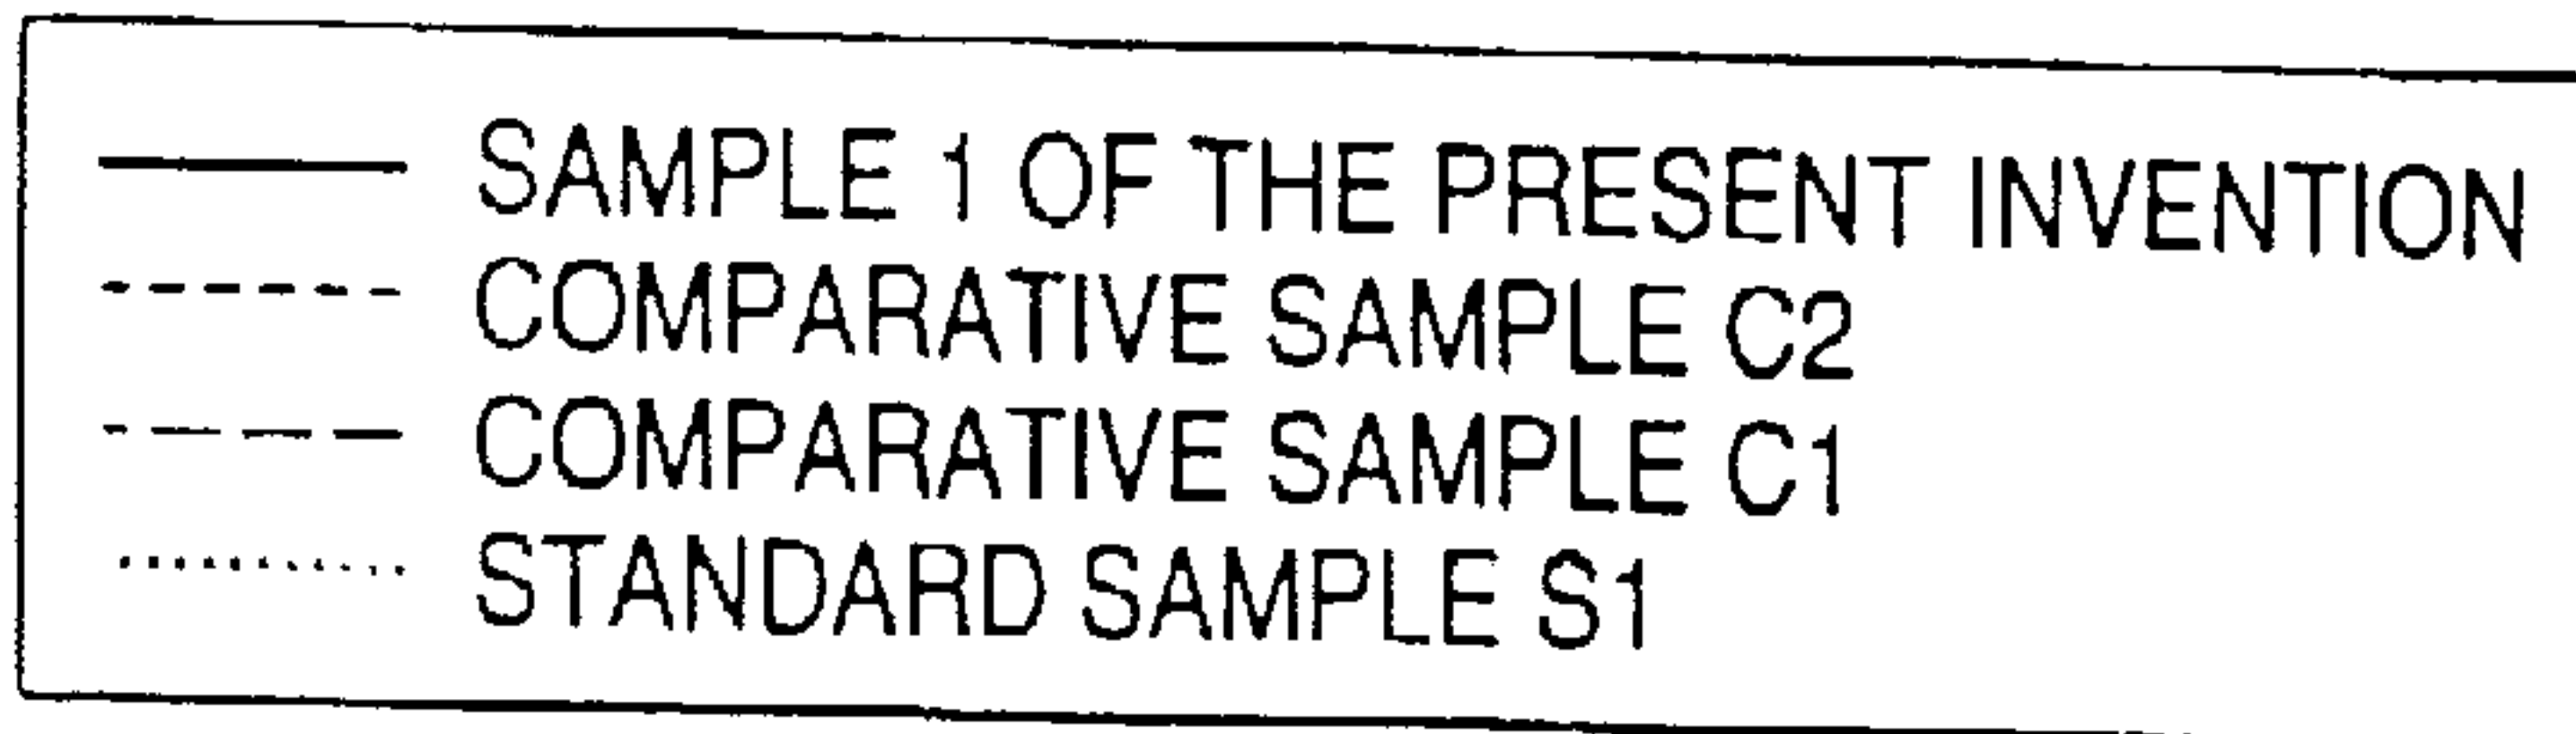 SAMPLE 1 OF THE PRESENT INVENTION
COMPARATIVE SAMPLE C2
COMPARATIVE SAMPLE C1
STANDARD SAMPLE S1